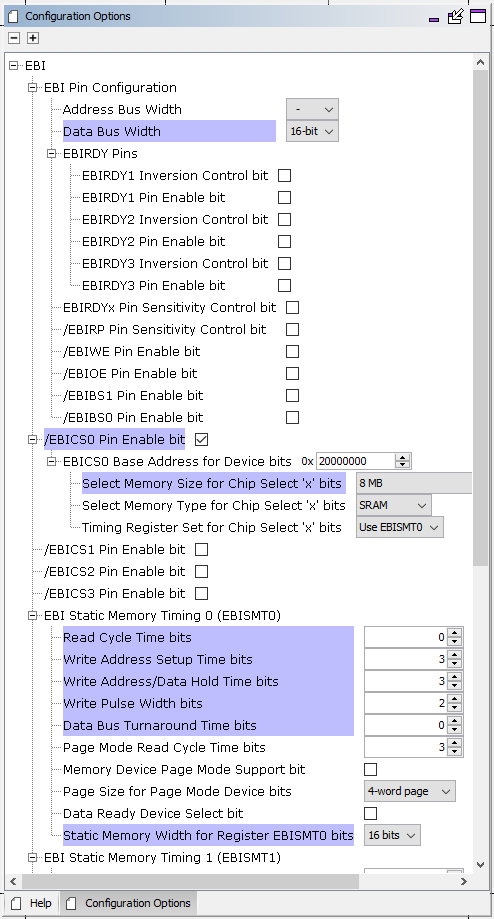 Configuration Options
EBI
EBI Pin Configuration
Address Bus Width -
Data Bus Width 16-bit
EBIRDY Pins
EBIRDY1 Inversion Control bit
EBIRDY1 Pin Enable bit
EBIRDY2 Inversion Control bit
EBIRDY2 Pin Enable bit
EBIRDY3 Inversion Control bit
EBIRDY3 Pin Enable bit
EBIRDYx Pin Sensitivity Control bit
/EBIRP Pin Sensitivity Control bit
/EBIWE Pin Enable bit
/EBIOE Pin Enable bit
/EBIBS1 Pin Enable bit
/EBIBS0 Pin Enable bit
/EBICS0 Pin Enable bit
EBICS0 Base Address for Device bits 0x 20000000
Select Memory Size for Chip Select 'x' bits 8 MB
Select Memory Type for Chip Select 'x' bits SRAM
Timing Register Set for Chip Select 'x' bits Use EBISMT0
/EBICS1 Pin Enable bit
/EBICS2 Pin Enable bit
/EBICS3 Pin Enable bit
EBI Static Memory Timing 0 (EBISMT0)
Read Cycle Time bits 0
Write Address Setup Time bits 3
Write Address/Data Hold Time bits 3
Write Pulse Width bits 2
Data Bus Turnaround Time bits 0
Page Mode Read Cycle Time bits 3
Memory Device Page Mode Support bit
Page Size for Page Mode Device bits 4-word page
Data Ready Device Select bit
Static Memory Width for Register EBISMT0 bits 16 bits
EBI Static Memory Timing 1 (EBISMT1)
Help Configuration Options